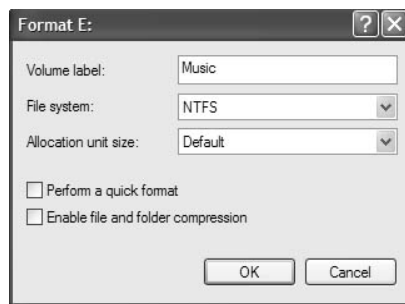 Format E:
Volume label: Music
File system: NTFS
Allocation unit size: Default
Perform a quick format
Enable file and folder compression
OK Cancel